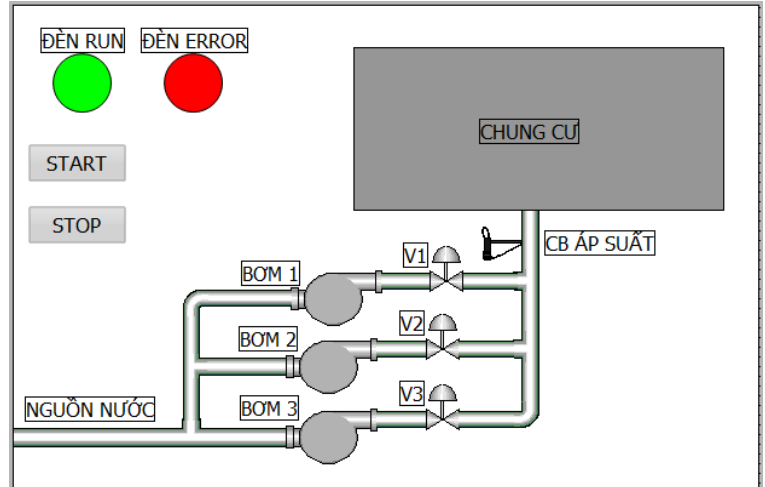 ĐÈN RUN
ĐÈN ERROR
START
STOP
CHUNG CƯ
CB ÁP SUẤT
V1
BƠM 1
V2
BƠM 2
V3
BƠM 3
NGUỒN NƯỚC